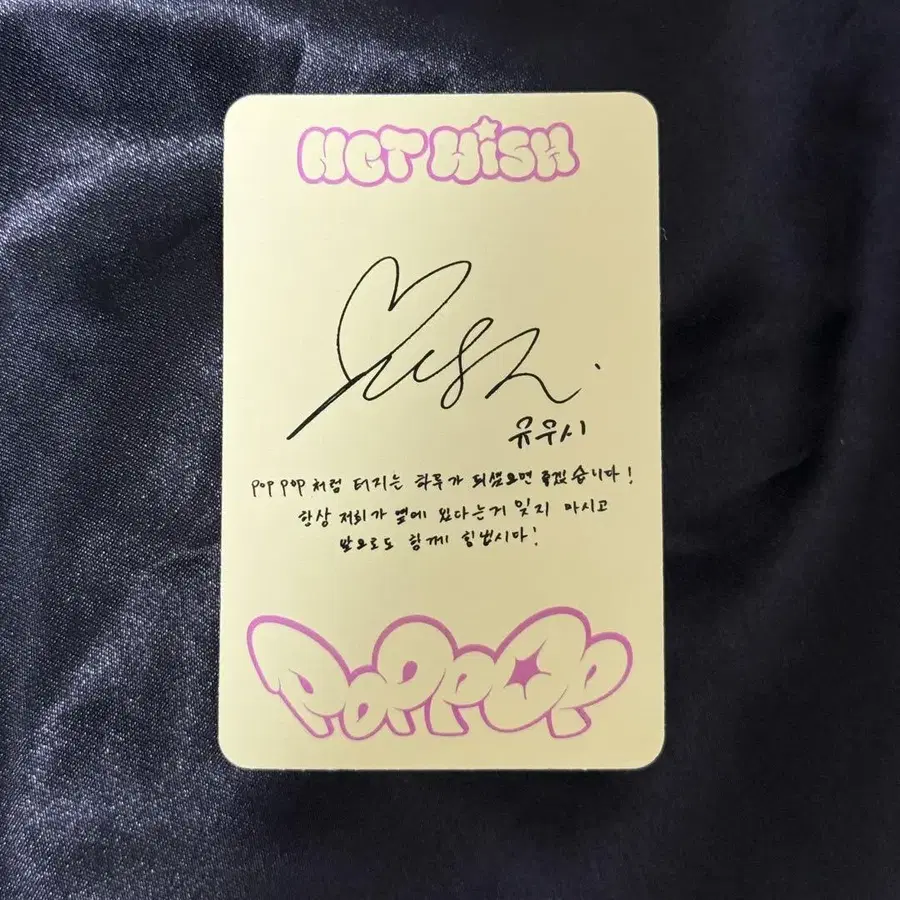 NCT WISH
Yushi.
유우시
POP POP 처럼 터지는 하루가 되셨으면 좋겠습니다!
항상 저희가 옆에 있다는거 잊지 마시고
앞으로도 함께 힘냅시다!
POPPOP